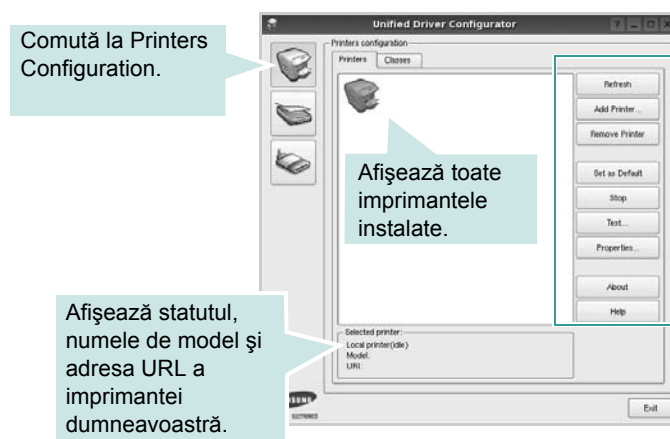 Comută la Printers
Configuration.
Unified Driver Configurator
Printers configuration
Printers
Classes
Refresh
Add Printer...
Remove Printer
Set as Default
Stop
Test...
Properties...
About
Help
Afişează toate
imprimantele
instalate.
Afişează statutul,
numele de model şi
adresa URL a
imprimantei
dumneavoastră.
Selected printer:
Local printer(idle)
Model:
URI:
ELECTRONICS
Exit